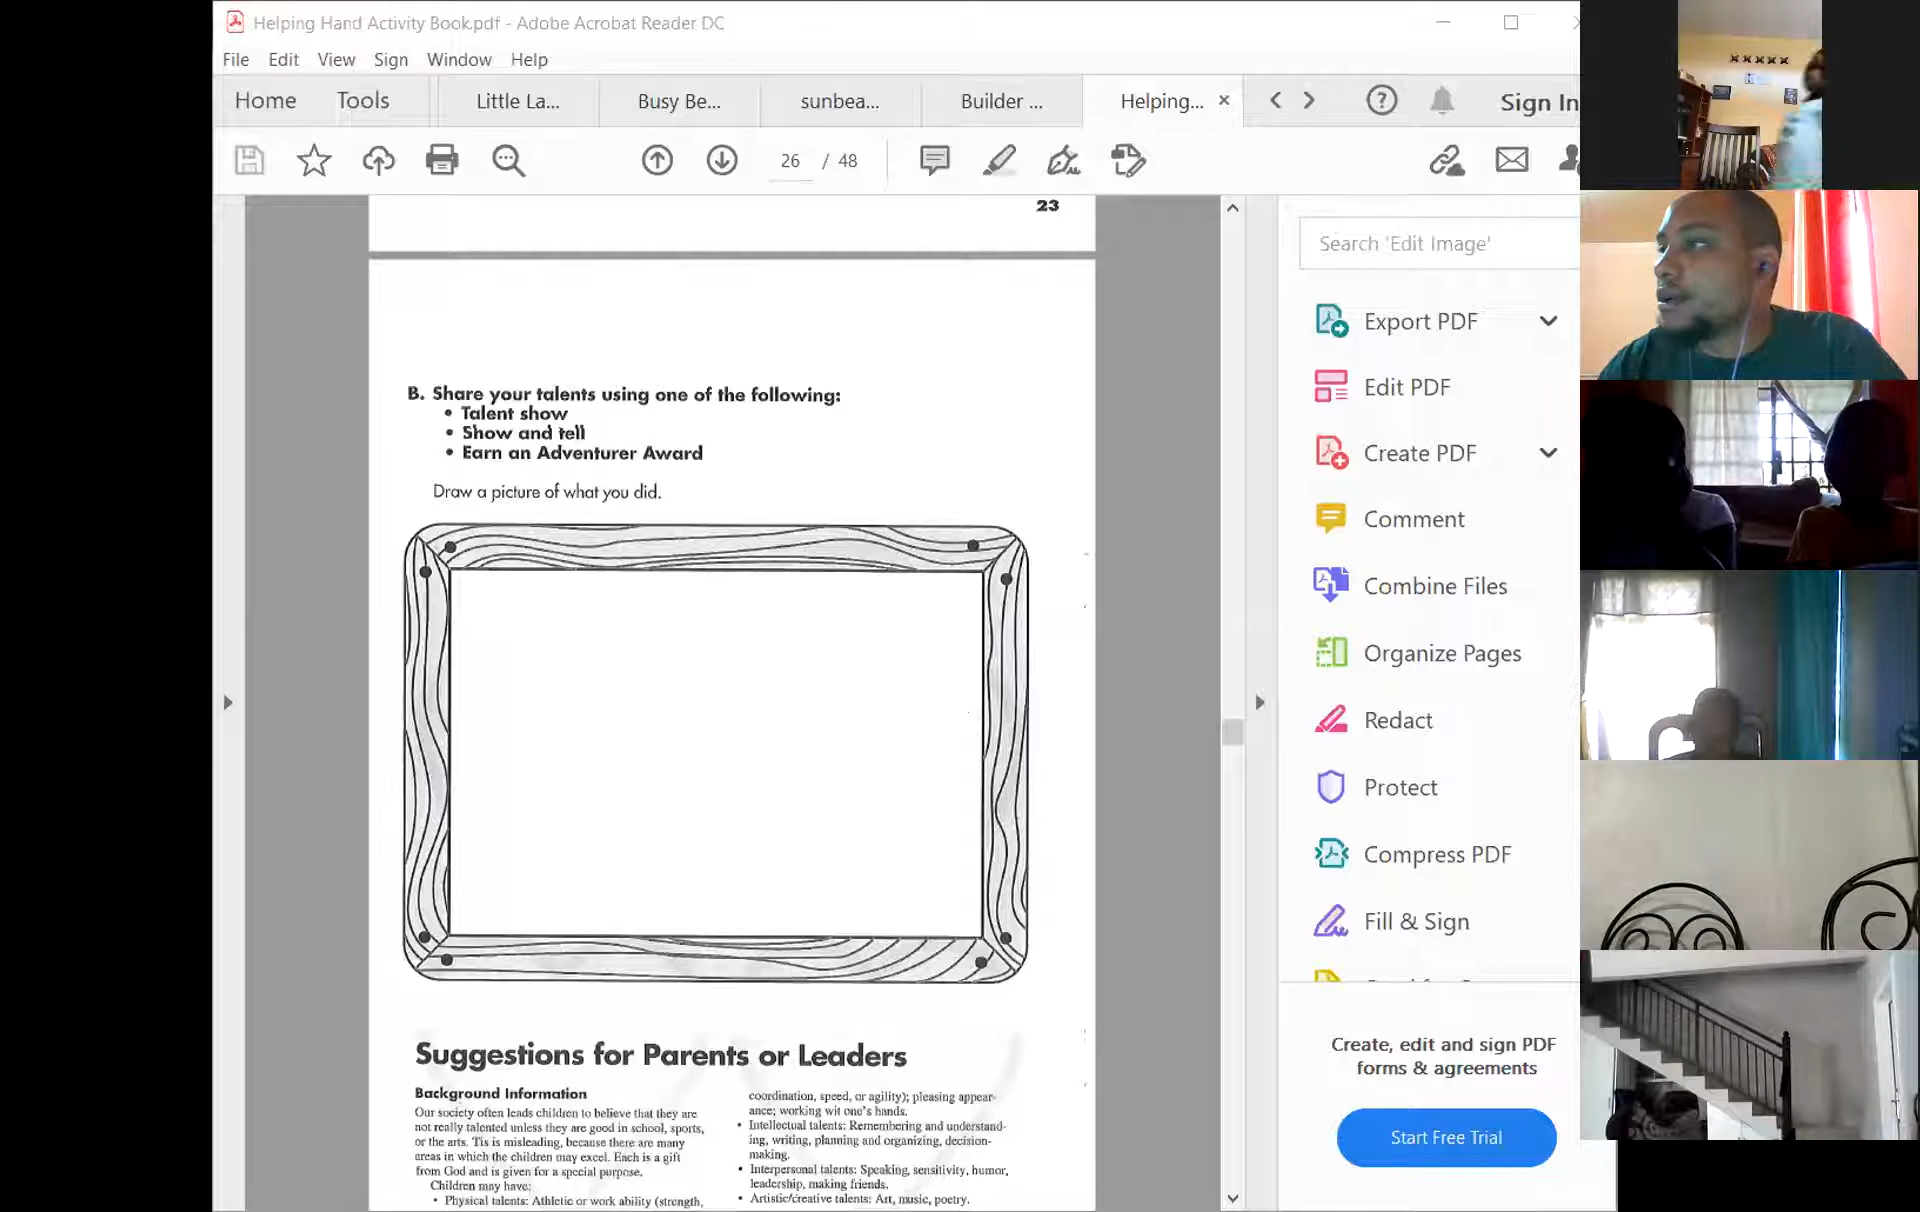 Helping Hand Activity Book.pdf - Adobe Acrobat Reader DC
File Edit View Sign Window Help
Home Tools Little La... Busy Be... sunbea... Builder ... Helping... Sign In
26 / 48
23
B. Share your talents using one of the following:
• Talent show
• Show and tell
• Earn an Adventurer Award
Draw a picture of what you did.
Suggestions for Parents or Leaders
Background Information
Our society often leads children to believe that they are
not really talented unless they are good in school, sports,
or the arts. Tis is misleading, because there are many
areas in which the children may excel. Each is a gift
from God and is given for a special purpose.
Children may have:
• Physical talents: Athletic or work ability (strength,
coordination, speed, or agility); pleasing appear-
ance; working wit one's hands.
• Intellectual talents: Remembering and understand-
ing, writing, planning and organizing, decision-
making.
• Interpersonal talents: Speaking, sensitivity, humor,
leadership, making friends.
• Artistic/creative talents: Art, music, poetry.
Search 'Edit Image'
Export PDF
Edit PDF
Create PDF
Comment
Combine Files
Organize Pages
Redact
Protect
Compress PDF
Fill & Sign
Create, edit and sign PDF
forms & agreements
Start Free Trial